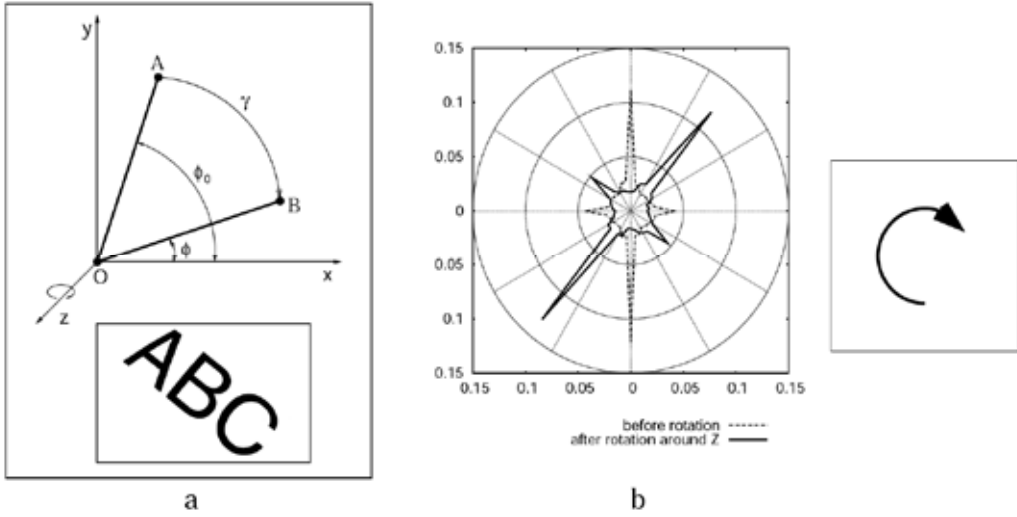 y
A
γ
ϕ₀
B
ϕ
O
x
z
ABC
a
0.15
0.1
0.05
0
0.05
0.1
0.15
0.15 0.1 0.05 0 0.05 0.1 0.15
before rotation
after rotation around Z
b